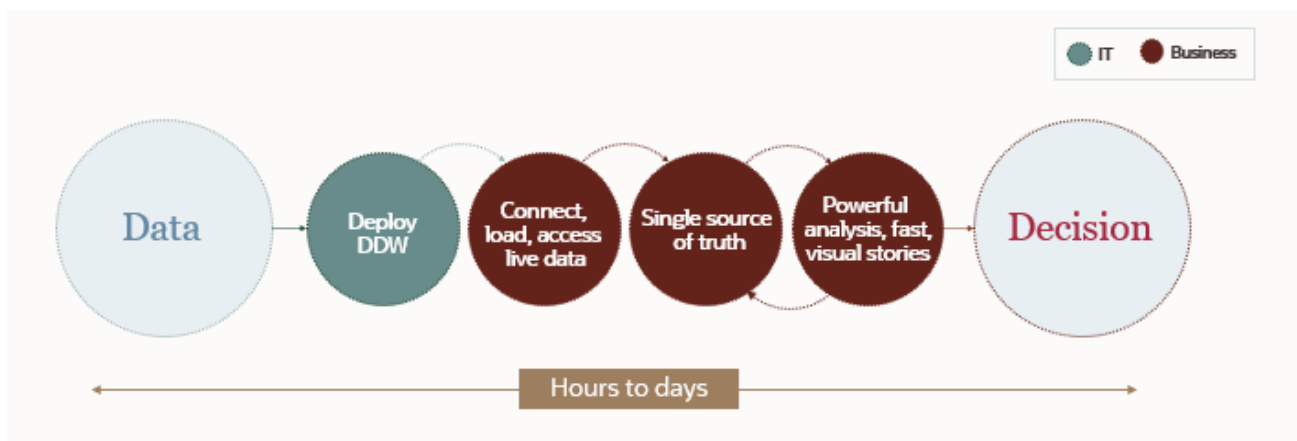 IT
Business
Data
Deploy
DDW
Connect,
load, access
live data
Single source
of truth
Powerful
analysis, fast,
visual stories
Decision
Hours to days